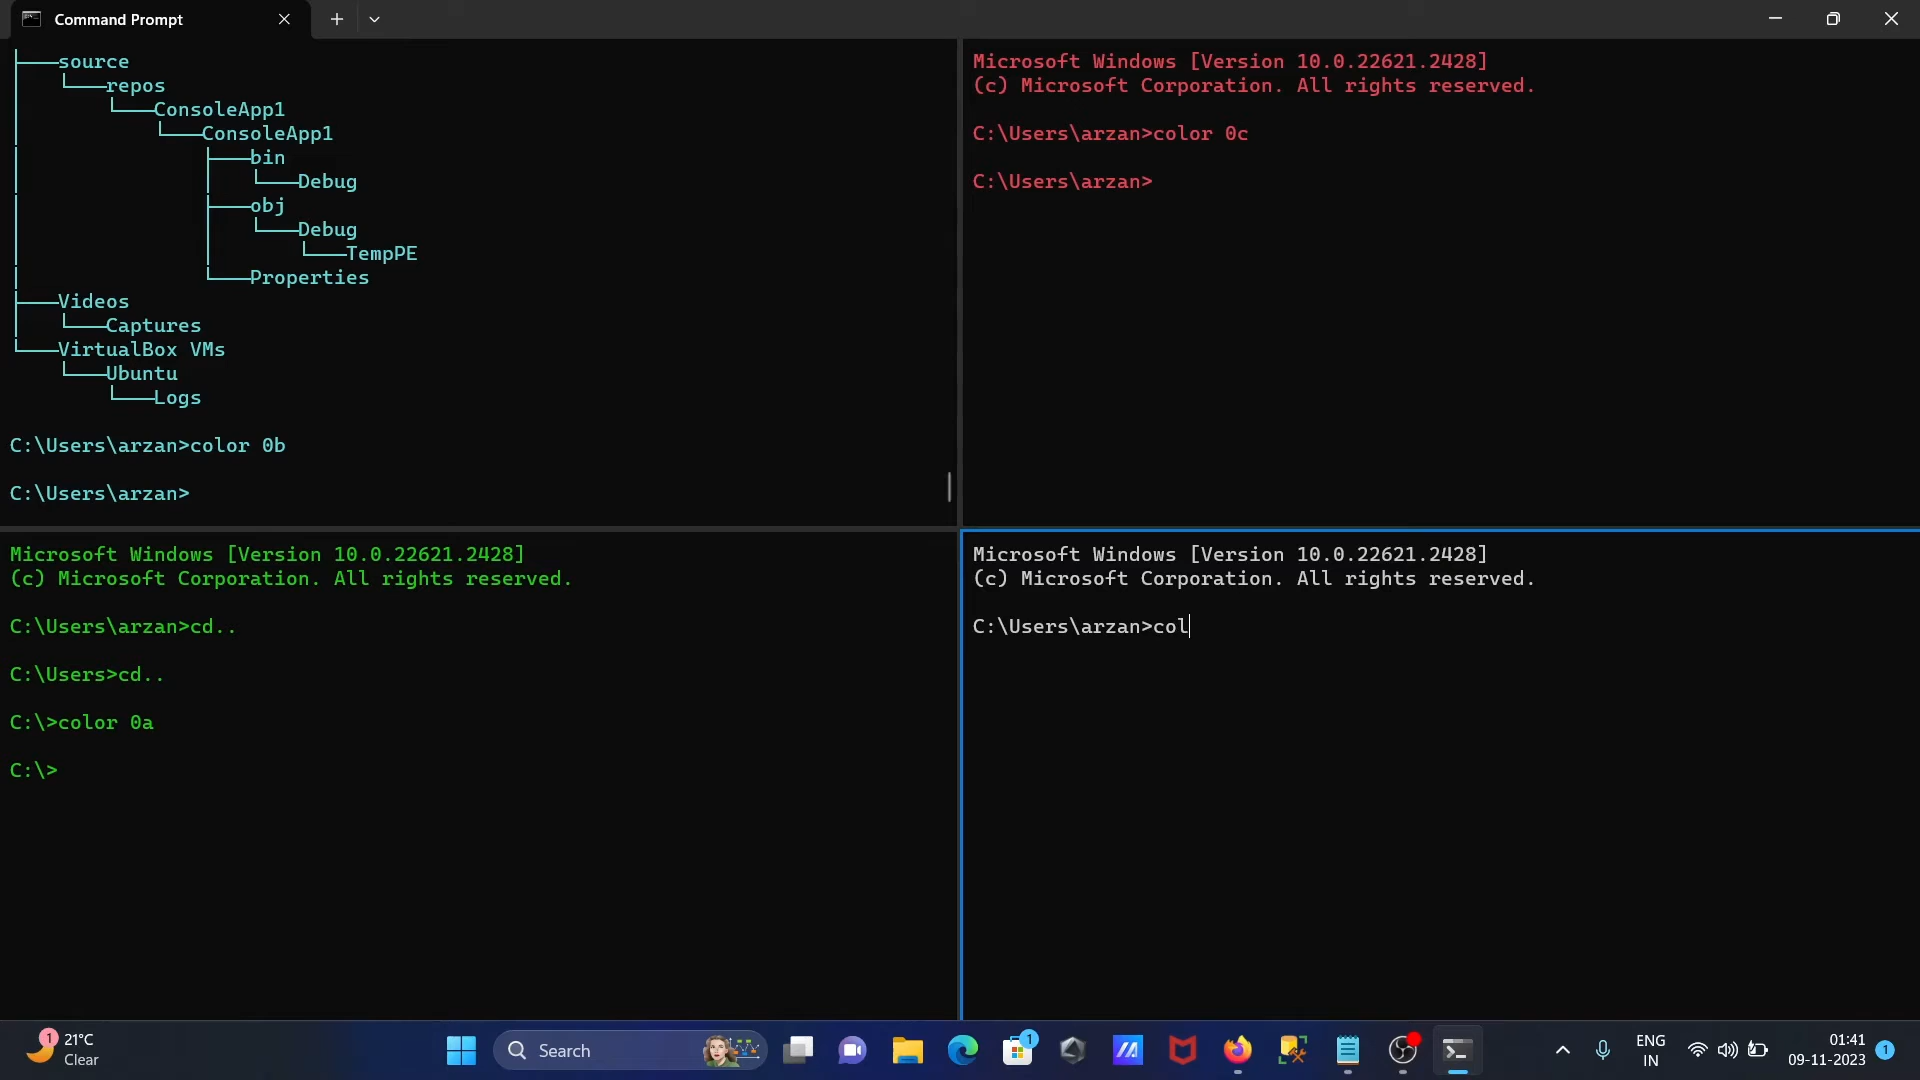 Command Prompt
├───source
│   └───repos
│       └───ConsoleApp1
│           └───ConsoleApp1
│               ├───bin
│               │   └───Debug
│               ├───obj
│               │   └───Debug
│               │       └───TempPE
│               └───Properties
├───Videos
│   └───Captures
└───VirtualBox VMs
    └───Ubuntu
        └───Logs
C:\Users\arzan>color 0b
C:\Users\arzan>
Microsoft Windows [Version 10.0.22621.2428]
(c) Microsoft Corporation. All rights reserved.
C:\Users\arzan>color 0c
C:\Users\arzan>
Microsoft Windows [Version 10.0.22621.2428]
(c) Microsoft Corporation. All rights reserved.
C:\Users\arzan>cd..
C:\Users>cd..
C:\>color 0a
C:\>
Microsoft Windows [Version 10.0.22621.2428]
(c) Microsoft Corporation. All rights reserved.
C:\Users\arzan>col
1
21°C
Clear
Search
1
ENG
IN
01:41
09-11-2023
1